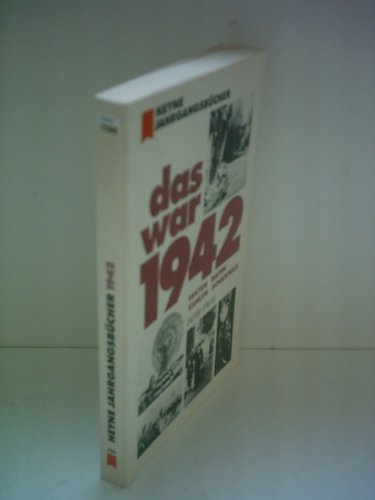 HEYNE
JAHRGANGSBÜCHER
das
war
1942
FAKTEN DATEN
ZAHLEN SCHICKSALE
HEYNE JAHRGANGSBÜCHER 1942